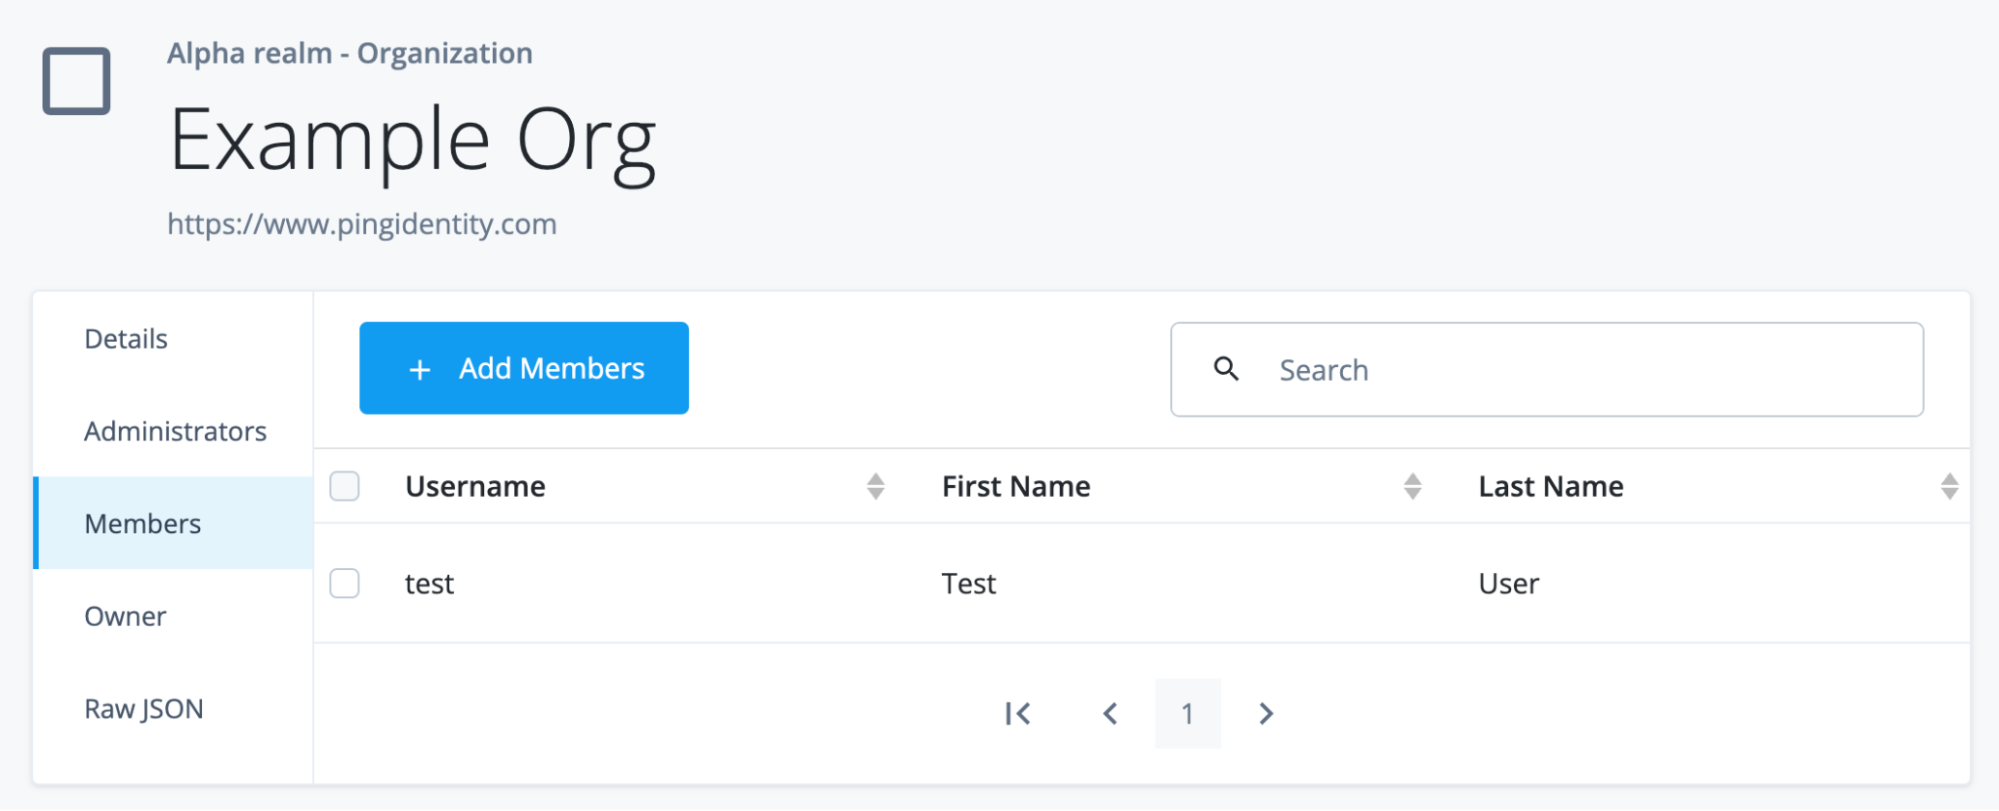 Alpha realm - Organization
Example Org
https://www.pingidentity.com
Details
Administrators
Members
Owner
Raw JSON
+ Add Members
Search
Username First Name Last Name
test Test User
1